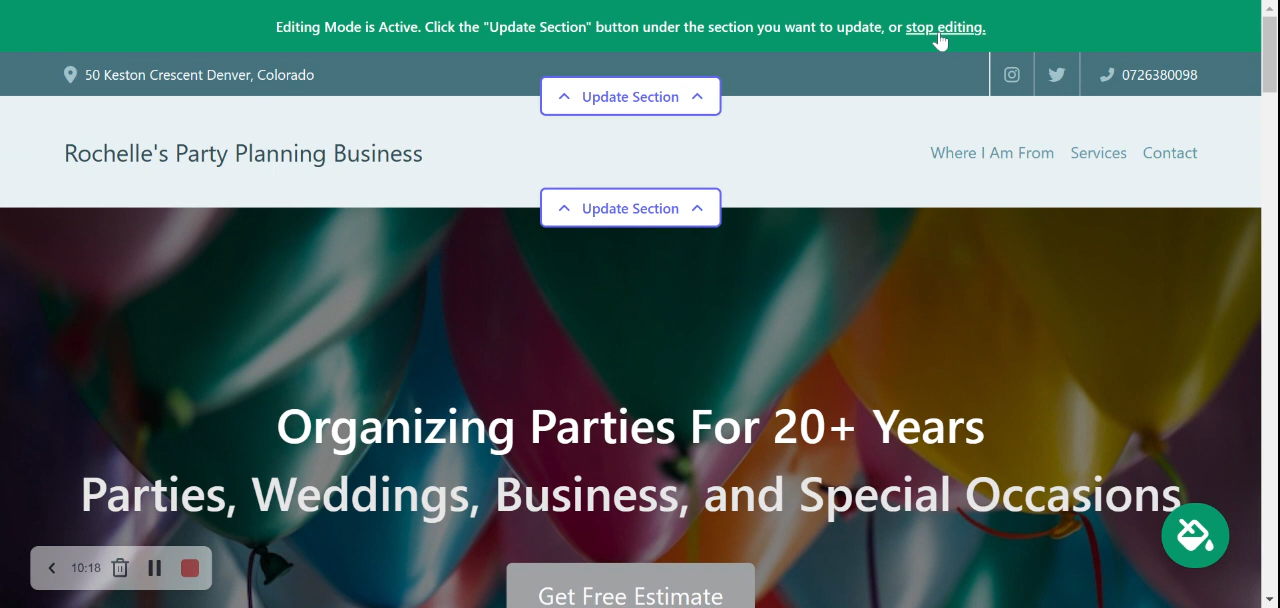 Editing Mode is Active. Click the "Update Section" button under the section you want to update, or stop editing.
50 Keston Crescent Denver, Colorado
0726380098
Update Section
Rochelle's Party Planning Business
Where I Am From Services Contact
Update Section
Organizing Parties For 20+ Years
Parties, Weddings, Business, and Special Occasions
10:18
Get Free Estimate